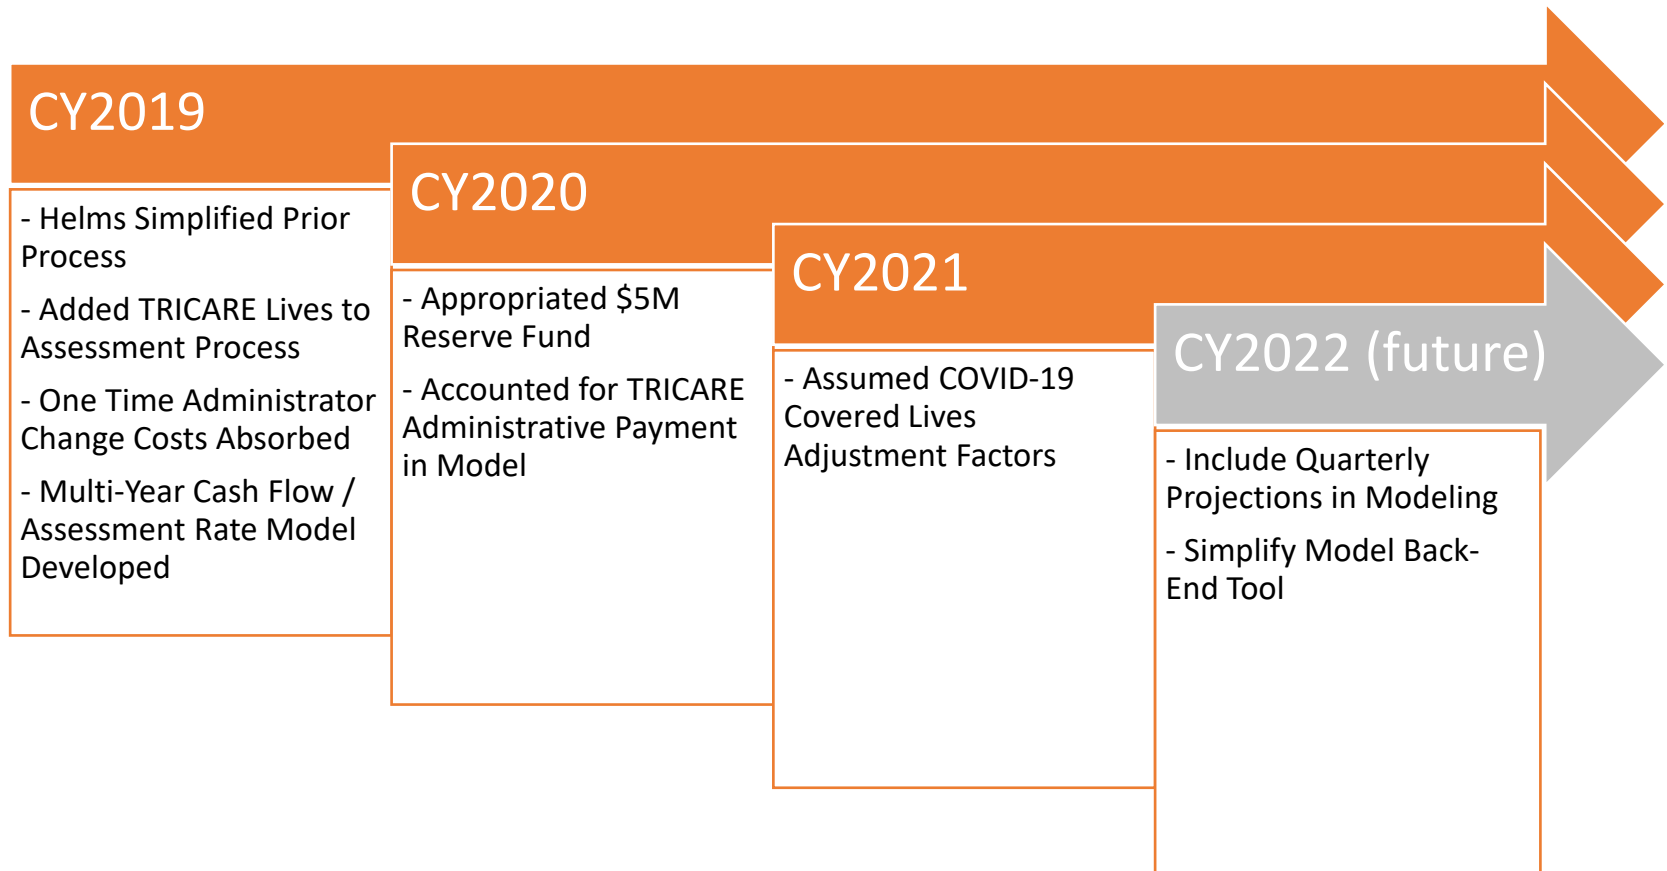 CY2019
- Helms Simplified Prior
Process
- Added TRICARE Lives to
Assessment Process
- One Time Administrator
Change Costs Absorbed
- Multi-Year Cash Flow /
Assessment Rate Model
Developed
CY2020
- Appropriated $5M
Reserve Fund
- Accounted for TRICARE
Administrative Payment
in Model
CY2021
- Assumed COVID-19
Covered Lives
Adjustment Factors
CY2022 (future)
- Include Quarterly
Projections in Modeling
- Simplify Model Back-
End Tool